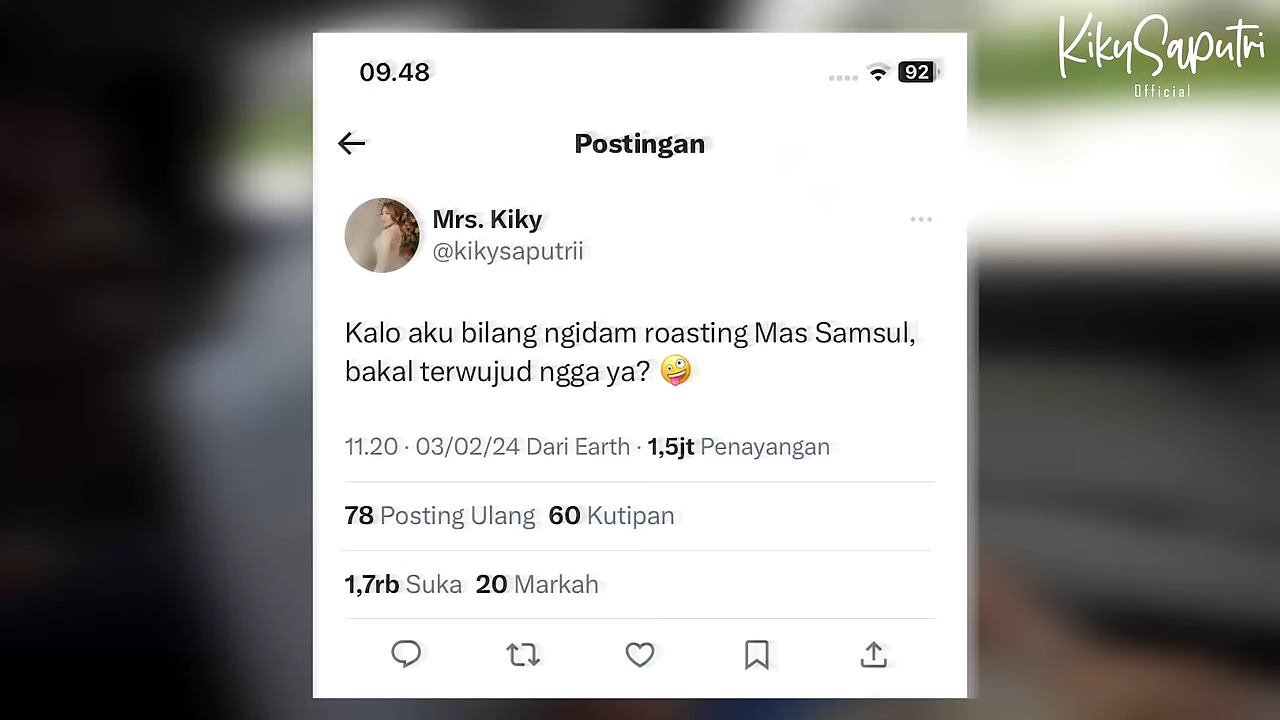 KikySaputri
Official
09.48
92
Postingan
Mrs. Kiky
@kikysaputrii
Kalo aku bilang ngidam roasting Mas Samsul,
bakal terwujud ngga ya? 🤪
11.20 · 03/02/24 Dari Earth · 1,5jt Penayangan
78 Posting Ulang 60 Kutipan
1,7rb Suka 20 Markah